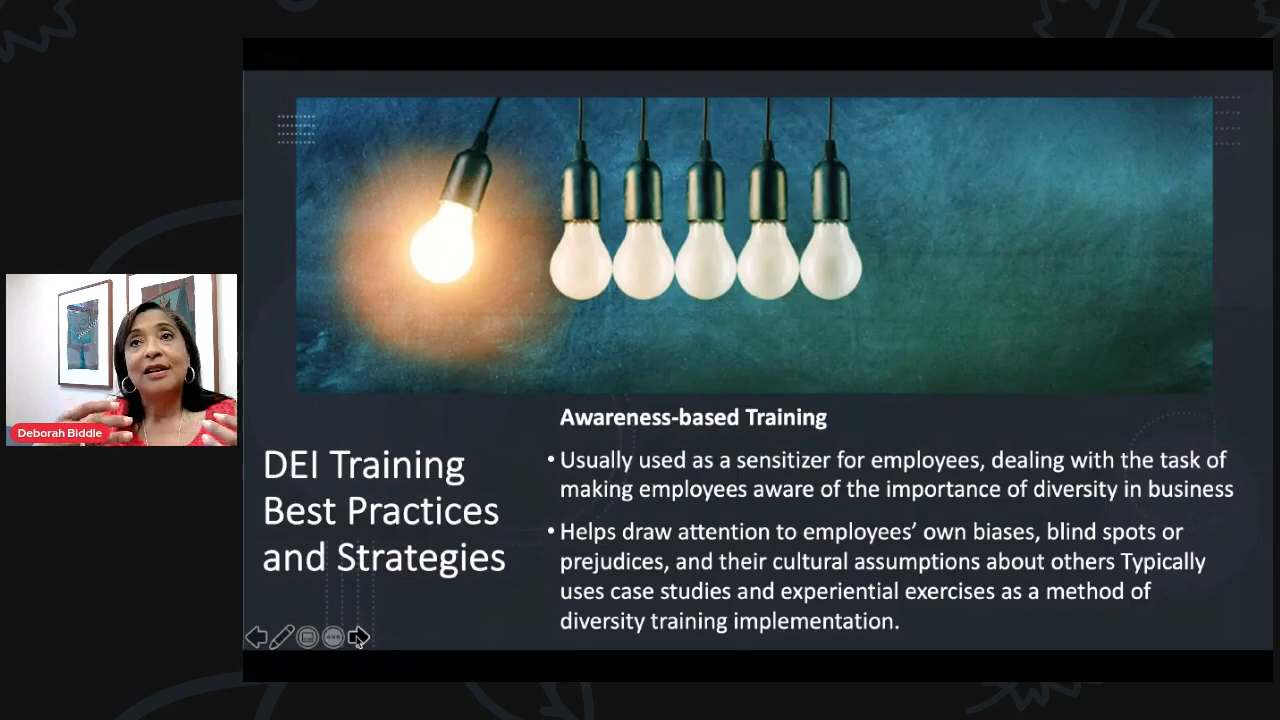 Deborah Biddle
DEI Training
Best Practices
and Strategies
Awareness-based Training
• Usually used as a sensitizer for employees, dealing with the task of
making employees aware of the importance of diversity in business
• Helps draw attention to employees’ own biases, blind spots or
prejudices, and their cultural assumptions about others Typically
uses case studies and experiential exercises as a method of
diversity training implementation.